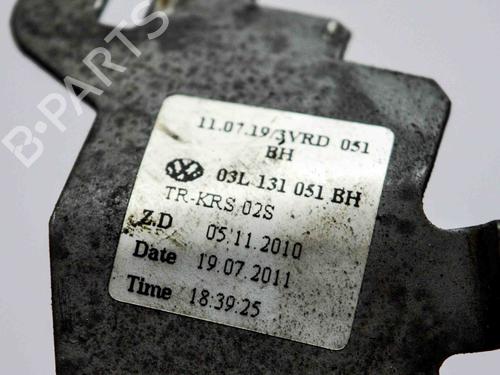 11.07.19/3VRD 051
BH
03L 131 051 BH
TR-KRS 02S
Z.D 05.11.2010
Date 19.07.2011
Time 18:39:25
B-PARTS